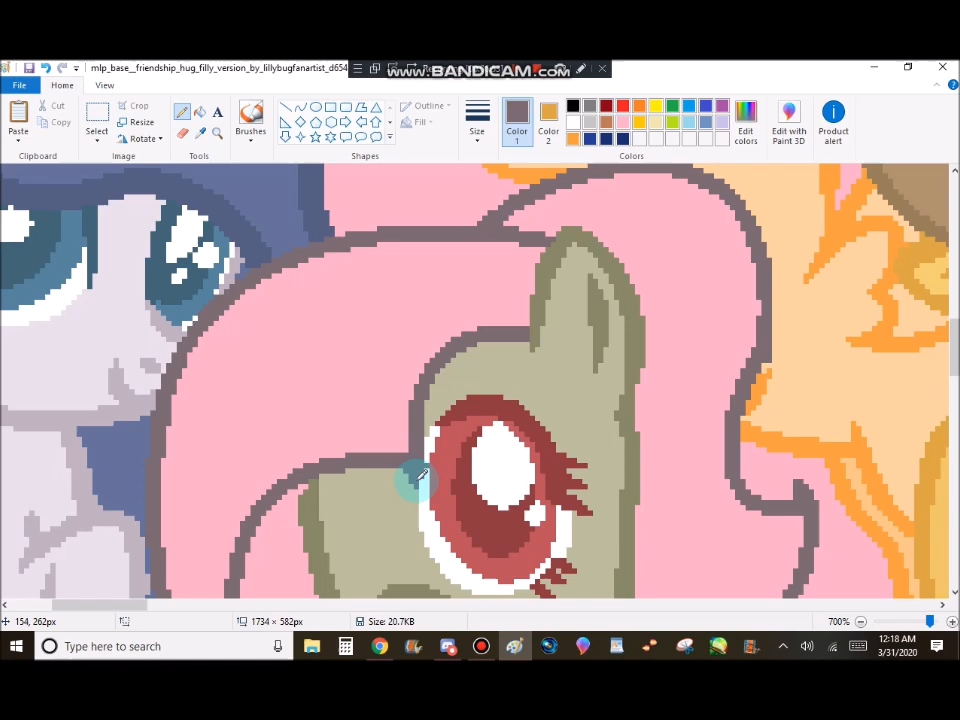 mlp_base__friendship_hug_filly_version_by_lillybugfanartist_d654
www.BANDICAM.com
File Home View
Paste
Cut
Copy
Clipboard
Select
Crop
Resize
Rotate
Image
Tools
Brushes
Shapes
Outline
Fill
Size
Color 1
Color 2
Edit colors
Colors
Edit with Paint 3D
Product alert
154, 262px
1734 × 582px
Size: 20.7KB
700%
Type here to search
12:18 AM
3/31/2020